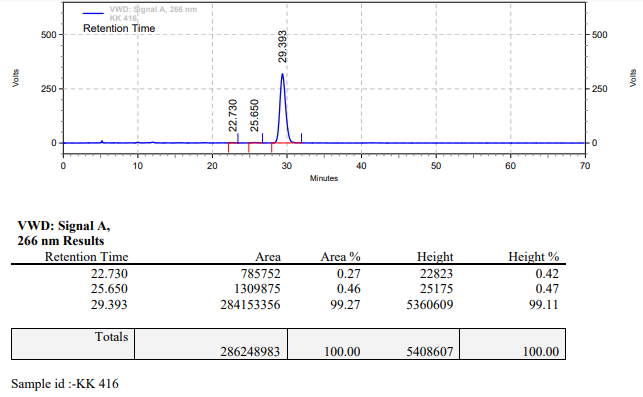 VWD: Signal A, 266 nm
KK 416
Retention Time
500
500
Volts
250
250
Volts
0
0
22.730
25.650
29.393
0 10 20 30 40 50 60 70
Minutes
VWD: Signal A,
266 nm Results
Retention Time Area Area % Height Height %
22.730 785752 0.27 22823 0.42
25.650 1309875 0.46 25175 0.47
29.393 284153356 99.27 5360609 99.11
Totals
286248983 100.00 5408607 100.00
Sample id :-KK 416